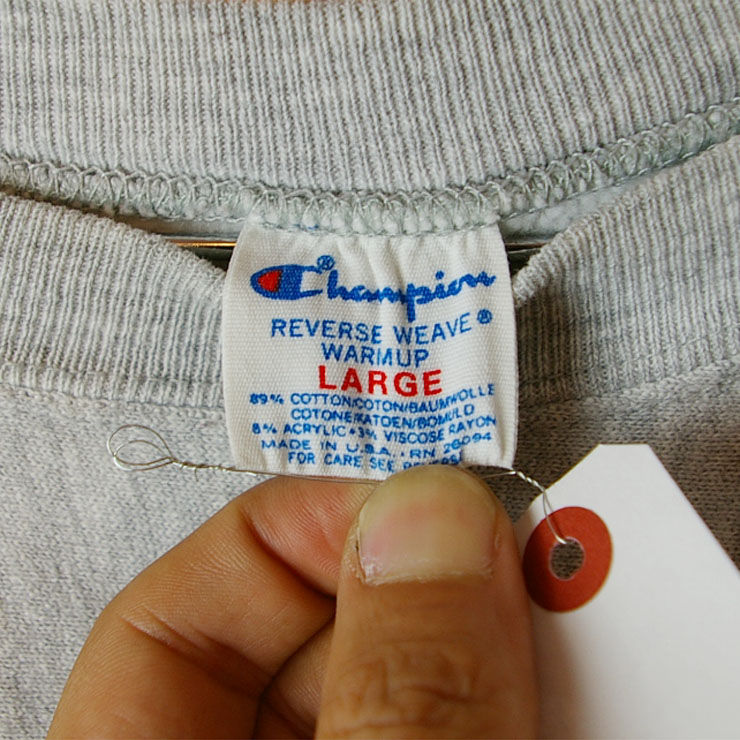 Champion®
REVERSE WEAVE®
WARMUP
LARGE
89% COTTON/COTON/BAUMWOLLE
COTONE/KATOEN/BOMULD
8% ACRYLIC • 3% VISCOSE RAYON
MADE IN U.S.A. • RN 26094
FOR CARE SEE REVERSE